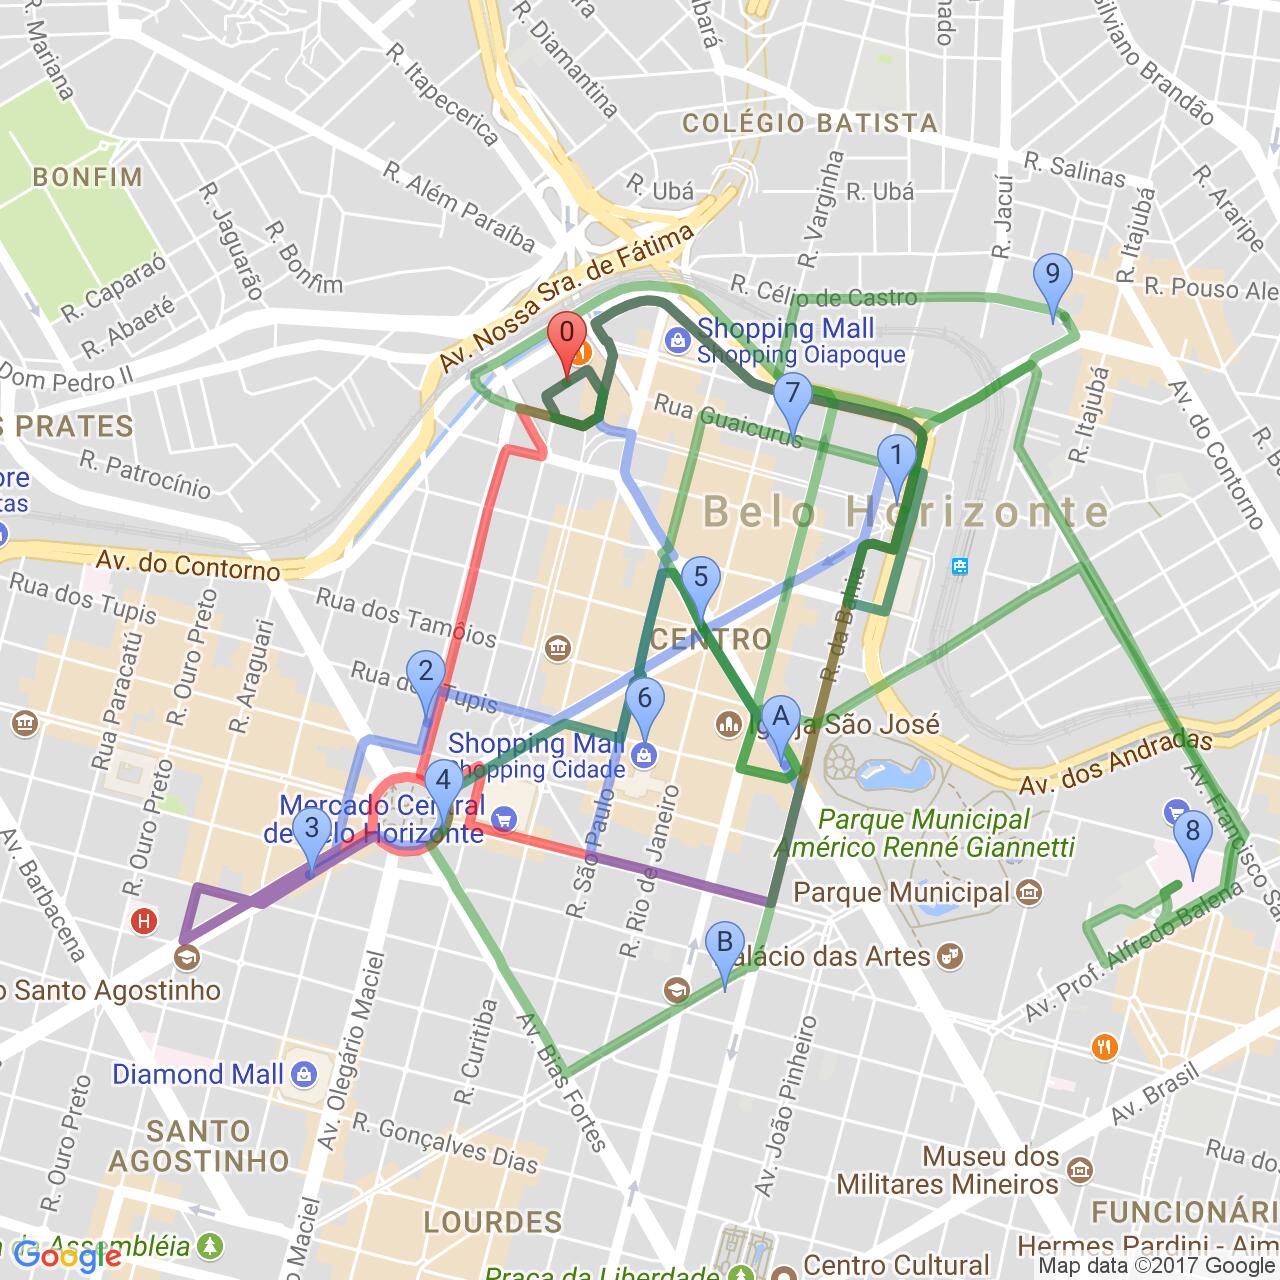 R. Mariana
R. Diamantina
R. Itapecerica
Silviano Brandão
COLÉGIO BATISTA
R. Salinas
BONFIM
R. Além Paraíba
R. Ubá
R. Varginha
R. Ubá
R. Jacuí
R. Itajubá
R. Araripe
R. Jaguarão
R. Bonfim
R. Caparaó
R. Abaeté
Av. Nossa Sra. de Fátima
R. Célio de Castro
9
R. Pouso Ale
0
Shopping Mall
Shopping Oiapoque
Dom Pedro II
S PRATES
R. Patrocínio
7
Rua Guaicurus
R. Itajubá
Av. do Contorno
1
Belo Horizonte
ore
tas
Av. do Contorno
Rua dos Tupis
Rua dos Tamôios
5
CENTRO
R. da Bahia
Rua Paracatú
R. Ouro Preto
R. Araguari
2
Rua dos Tupis
6
A
Igreja São José
Shopping Mall
Shopping Cidade
Av. dos Andradas
Av. Francisco Sa
4
Mercado Central
de Belo Horizonte
3
Parque Municipal
Américo Renné Giannetti
8
R. Ouro Preto
Av. Barbacena
H
R. São Paulo
R. Rio de Janeiro
Parque Municipal
Av. Prof. Alfredo Balena
B
Palácio das Artes
o Santo Agostinho
Av. Olegário Maciel
R. Curitiba
Av. Bias Fortes
Av. João Pinheiro
Diamond Mall
Av. Brasil
SANTO
AGOSTINHO
R. Ouro Preto
R. Gonçalves Dias
Museu dos
Militares Mineiros
Rua do
LOURDES
FUNCIONÁRI
Hermes Pardini - Aim
a da Assembléia
Maciel
Centro Cultural
Praça da Liberdade
Google
Map data ©2017 Google